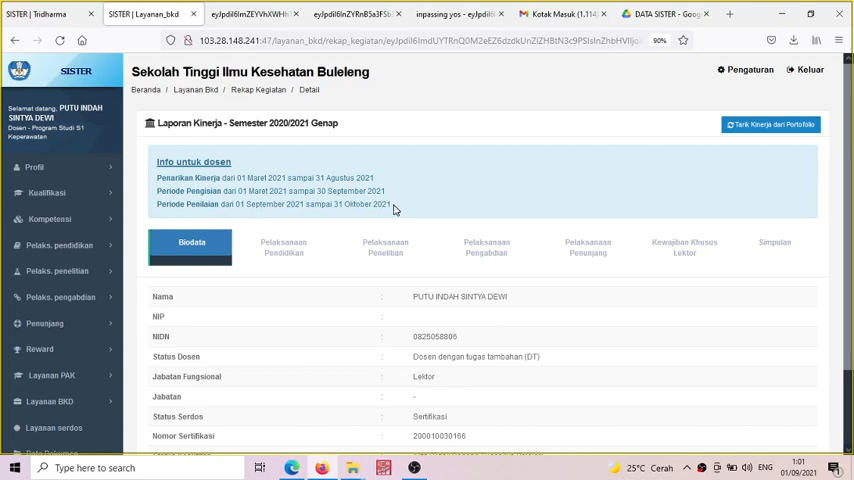 SISTER | Tridharma
SISTER | Layanan_bkd
inpassing yos
Kotak Masuk (1.114)
DATA SISTER - Goog
90%
SISTER
Sekolah Tinggi Ilmu Kesehatan Buleleng
Pengaturan
Keluar
Beranda / Layanan Bkd / Rekap Kegiatan / Detail
Selamat datang, PUTU INDAH
SINTYA DEWI
Dosen - Program Studi S1
Keperawatan
Profil
Kualifikasi
Kompetensi
Pelaks. pendidikan
Pelaks. penelitian
Pelaks. pengabdian
Penunjang
Reward
Layanan PAK
Layanan BKD
Layanan serdos
Data Dokumen
Laporan Kinerja - Semester 2020/2021 Genap
Tarik Kinerja dari Portofolio
Info untuk dosen
Penarikan Kinerja dari 01 Maret 2021 sampai 31 Agustus 2021
Periode Pengisian dari 01 Maret 2021 sampai 30 September 2021
Periode Penilaian dari 01 September 2021 sampai 31 Oktober 2021
Biodata
Pelaksanaan
Pendidikan
Pelaksanaan
Penelitian
Pelaksanaan
Pengabdian
Pelaksanaan
Penunjang
Kewajiban Khusus
Lektor
Simpulan
Nama : PUTU INDAH SINTYA DEWI
NIP :
NIDN : 0825058806
Status Dosen : Dosen dengan tugas tambahan (DT)
Jabatan Fungsional : Lektor
Jabatan : -
Status Serdos : Sertifikasi
Nomor Sertifikasi : 200010030166
Type here to search
25°C Cerah
ENG
1:01
01/09/2021